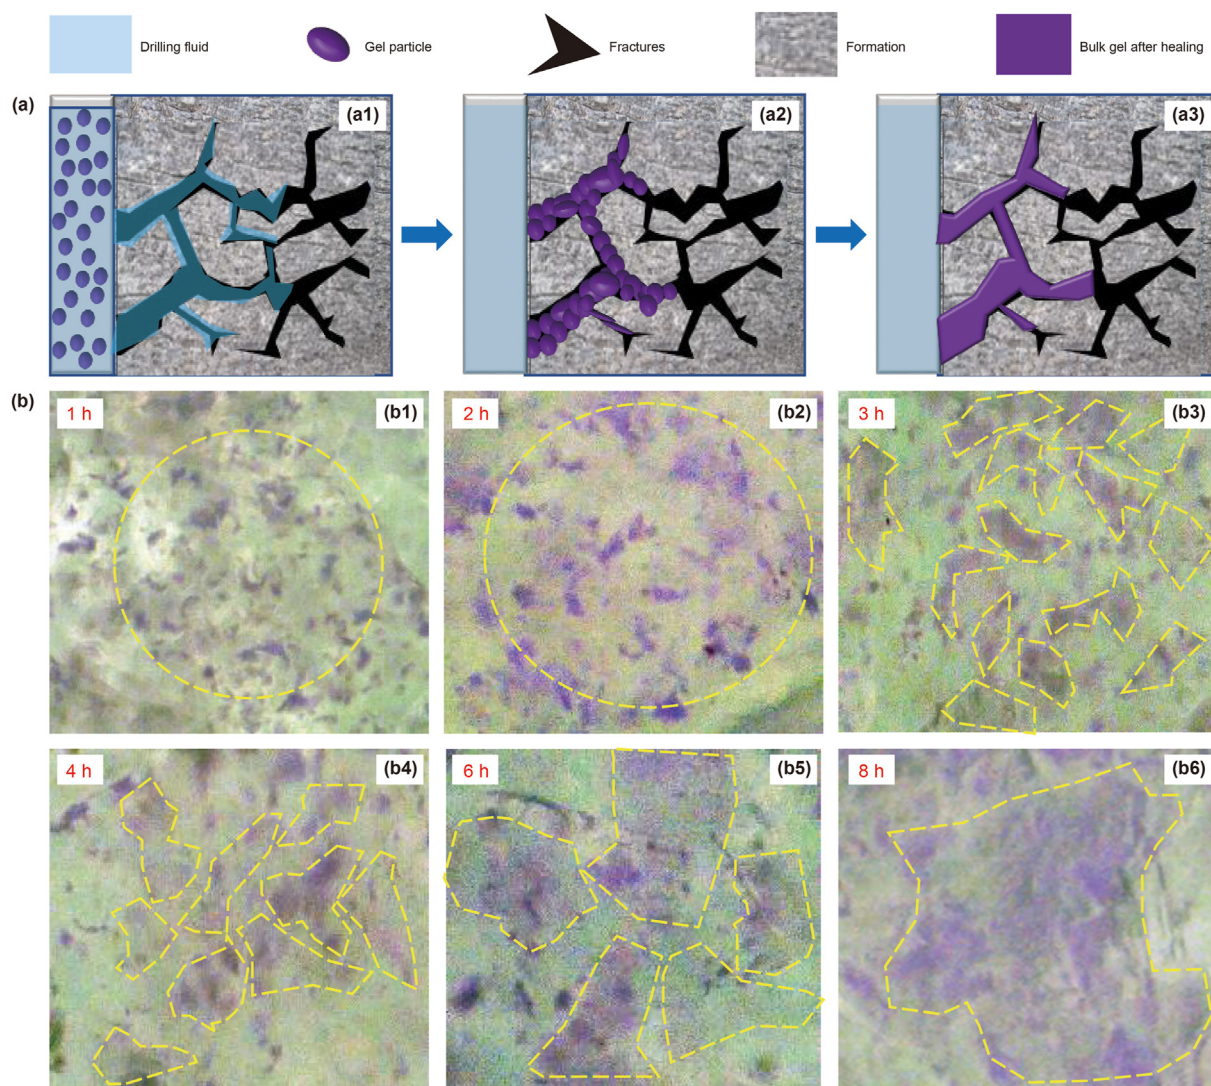 Drilling fluid
Gel particle
Fractures
Formation
Bulk gel after healing
(a)
(a1)
(a2)
(a3)
(b)
1 h
(b1)
2 h
(b2)
3 h
(b3)
4 h
(b4)
6 h
(b5)
8 h
(b6)